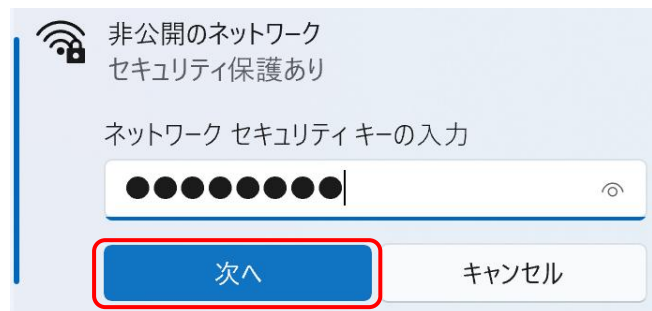 非公開のネットワーク
セキュリティ保護あり
ネットワーク セキュリティ キーの入力
●●●●●●●●
次へ
キャンセル